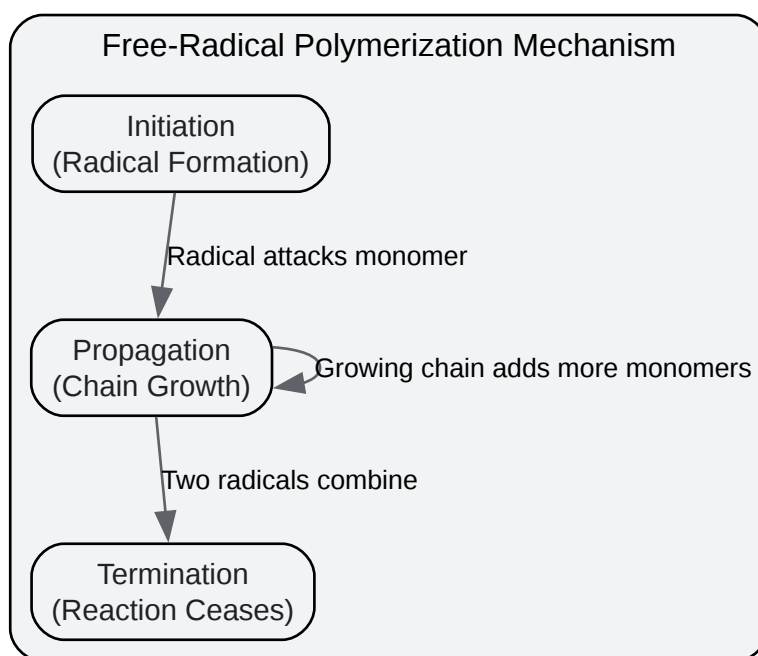 Free-Radical Polymerization Mechanism
Initiation
(Radical Formation)
Radical attacks monomer
Propagation
(Chain Growth)
Growing chain adds more monomers
Two radicals combine
Termination
(Reaction Ceases)